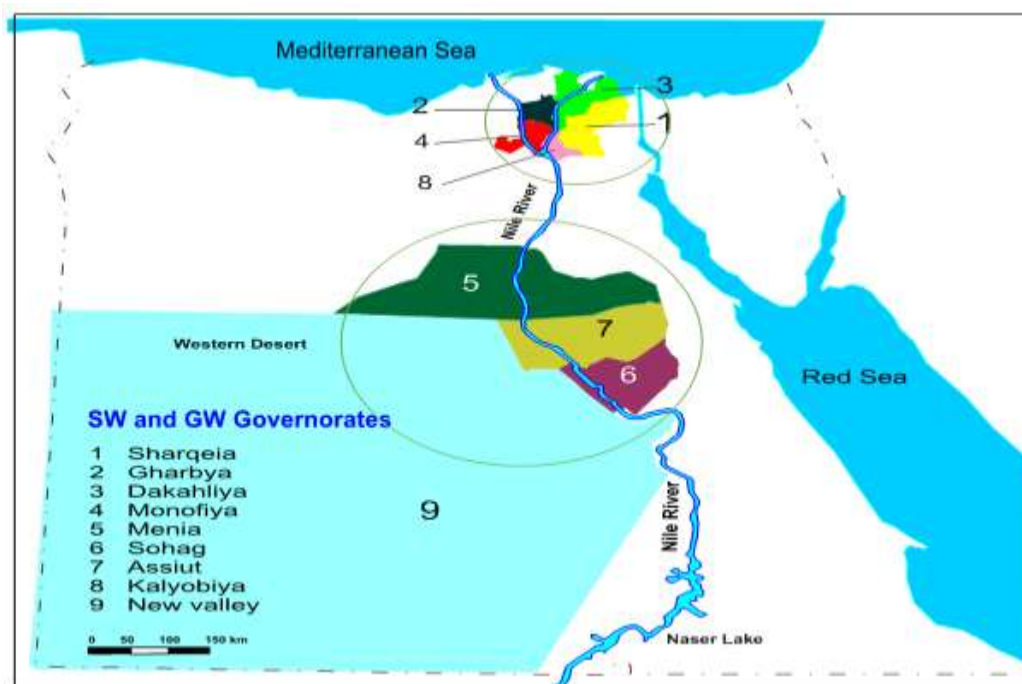 Mediterranean Sea
3
2
1
4
8
Nile River
5
7
Western Desert
6
Red Sea
SW and GW Governorates
1 Sharqeia
2 Gharbya
3 Dakahliya
4 Monofiya
5 Menia
6 Sohag
7 Assiut
8 Kalyobiya
9 New valley
9
Nile River
0 50 100 150 km
Naser Lake